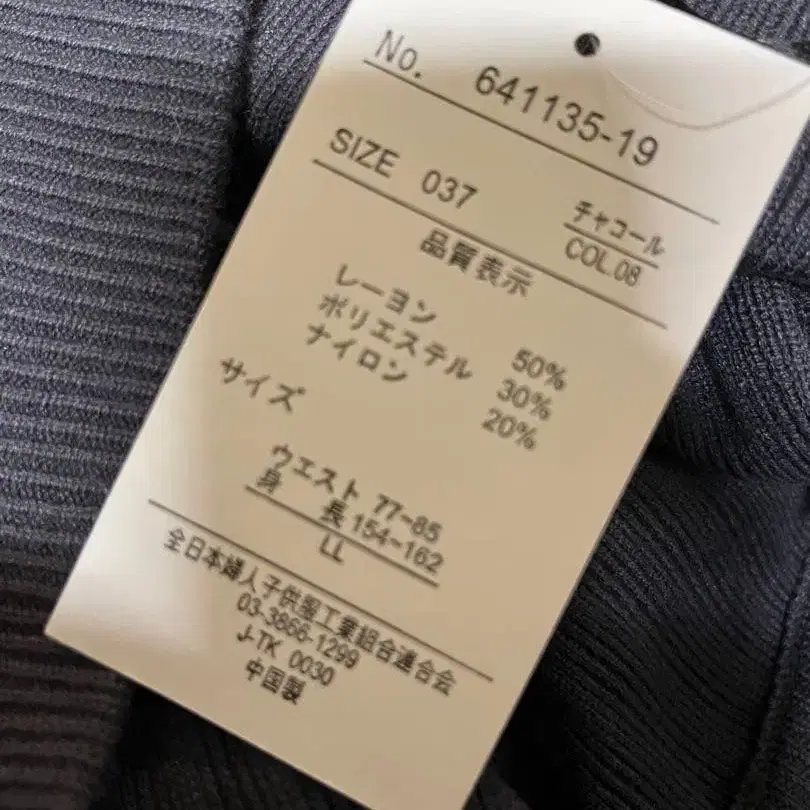 No. 641135-19
SIZE 037 チャコール
COL.08
品質表示
レーヨン 50%
ポリエステル 30%
ナイロン 20%
サイズ
ウエスト 77~85
身 長 154~162
LL
全日本婦人子供服工業組合連合会
03-3866-1299
J-TK 0030
中国製